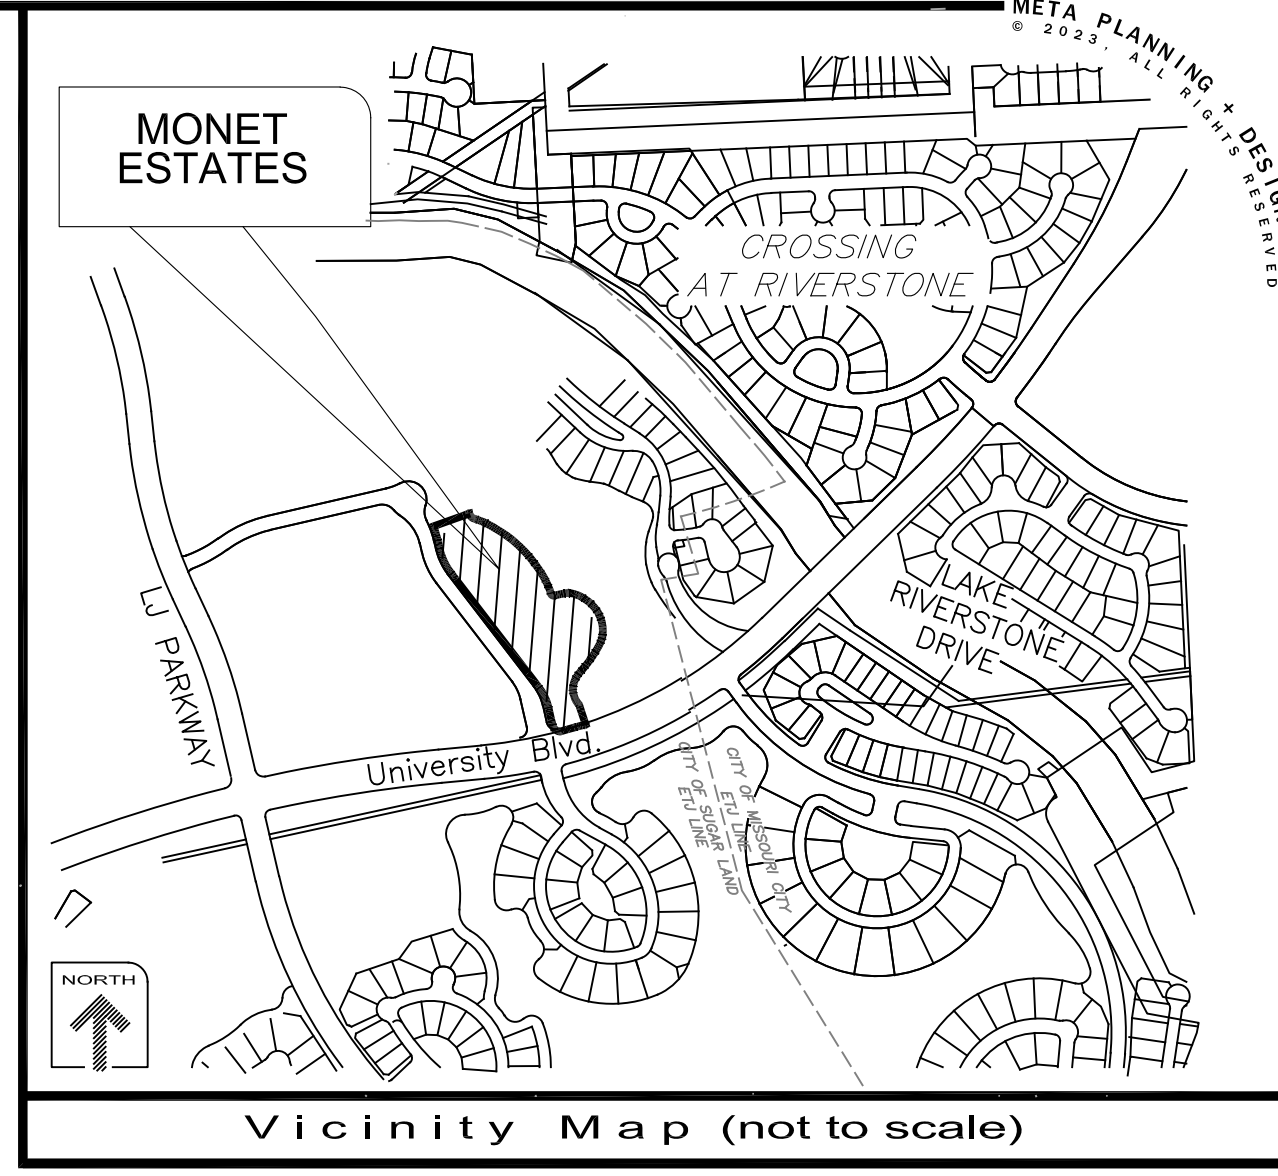 META PLANNING + DESIGN
© 2023, ALL RIGHTS RESERVED
MONET
ESTATES
CROSSING
AT RIVERSTONE
LAKE
RIVERSTONE
DRIVE
LJ PARKWAY
University Blvd.
CITY OF MISSOURI CITY
ETJ LINE
CITY OF SUGAR LAND
ETJ LINE
NORTH
Vicinity Map (not to scale)